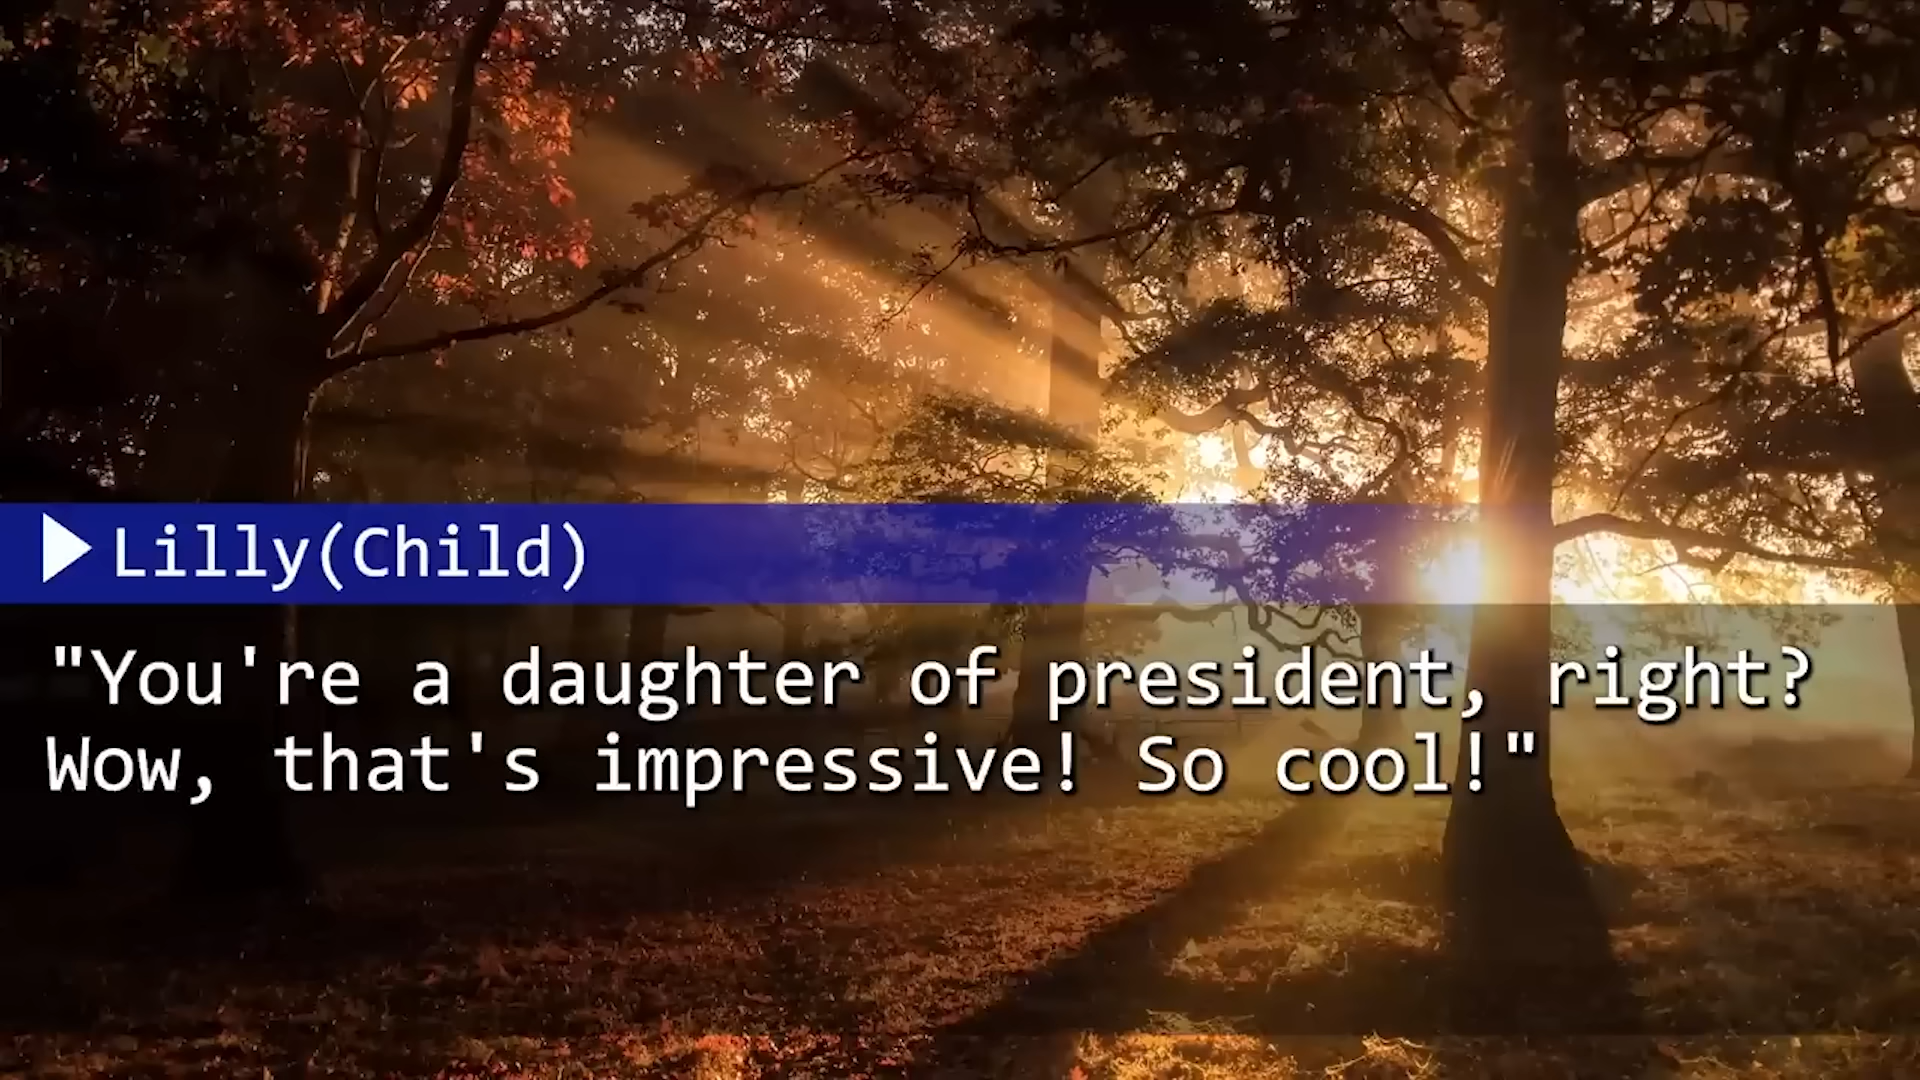 Lilly(Child)
"You're a daughter of president, right?
Wow, that's impressive! So cool!"